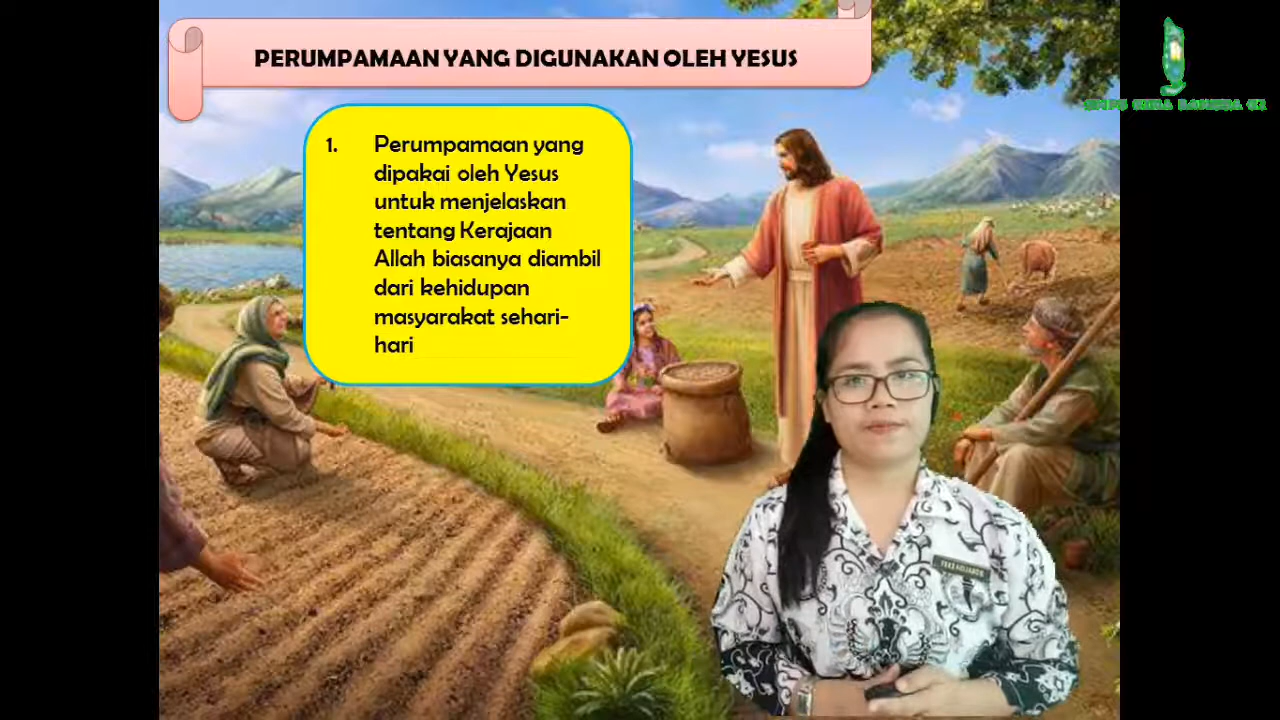 PERUMPAMAAN YANG DIGUNAKAN OLEH YESUS
1. Perumpamaan yang
dipakai oleh Yesus
untuk menjelaskan
tentang Kerajaan
Allah biasanya diambil
dari kehidupan
masyarakat sehari-
hari